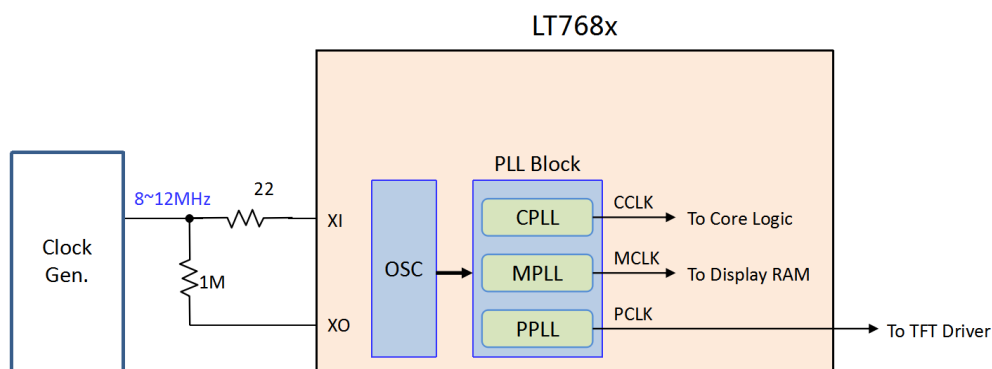 LT768x
PLL Block
8~12MHz
22
XI
CPLL
CCLK
To Core Logic
Clock
Gen.
1M
OSC
MPLL
MCLK
To Display RAM
XO
PPLL
PCLK
To TFT Driver